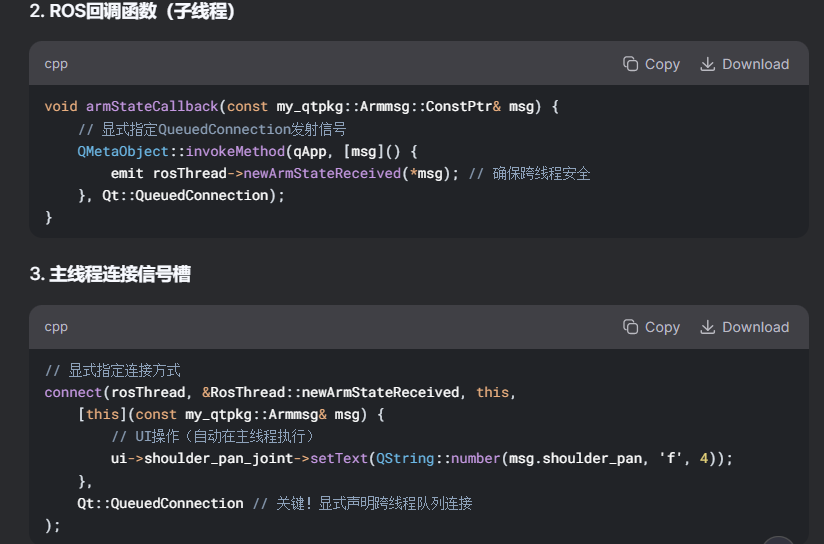 2. ROS回调函数（子线程）
cpp
Copy
Download
void armStateCallback(const my_qtpkg::Armmsg::ConstPtr& msg) {
    // 显式指定QueuedConnection发射信号
    QMetaObject::invokeMethod(qApp, [msg]() {
        emit rosThread->newArmStateReceived(*msg); // 确保跨线程安全
    }, Qt::QueuedConnection);
}
3. 主线程连接信号槽
cpp
Copy
Download
// 显式指定连接方式
connect(rosThread, &RosThread::newArmStateReceived, this,
    [this](const my_qtpkg::Armmsg& msg) {
        // UI操作（自动在主线程执行）
        ui->shoulder_pan_joint->setText(QString::number(msg.shoulder_pan, 'f', 4));
    },
    Qt::QueuedConnection // 关键！显式声明跨线程队列连接
);